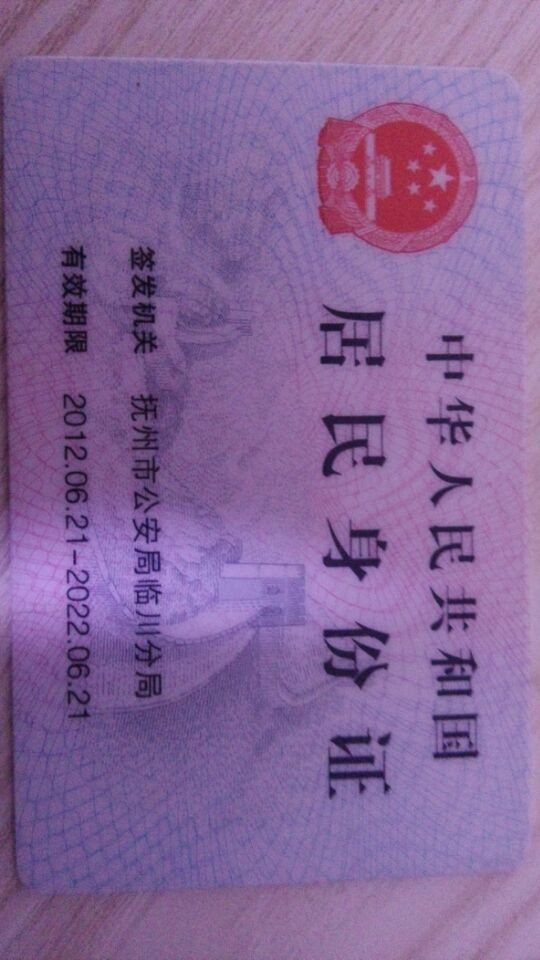 中华人民共和国
居民身份证
签发机关 抚州市公安局临川分局
有效期限 2012.06.21-2022.06.21